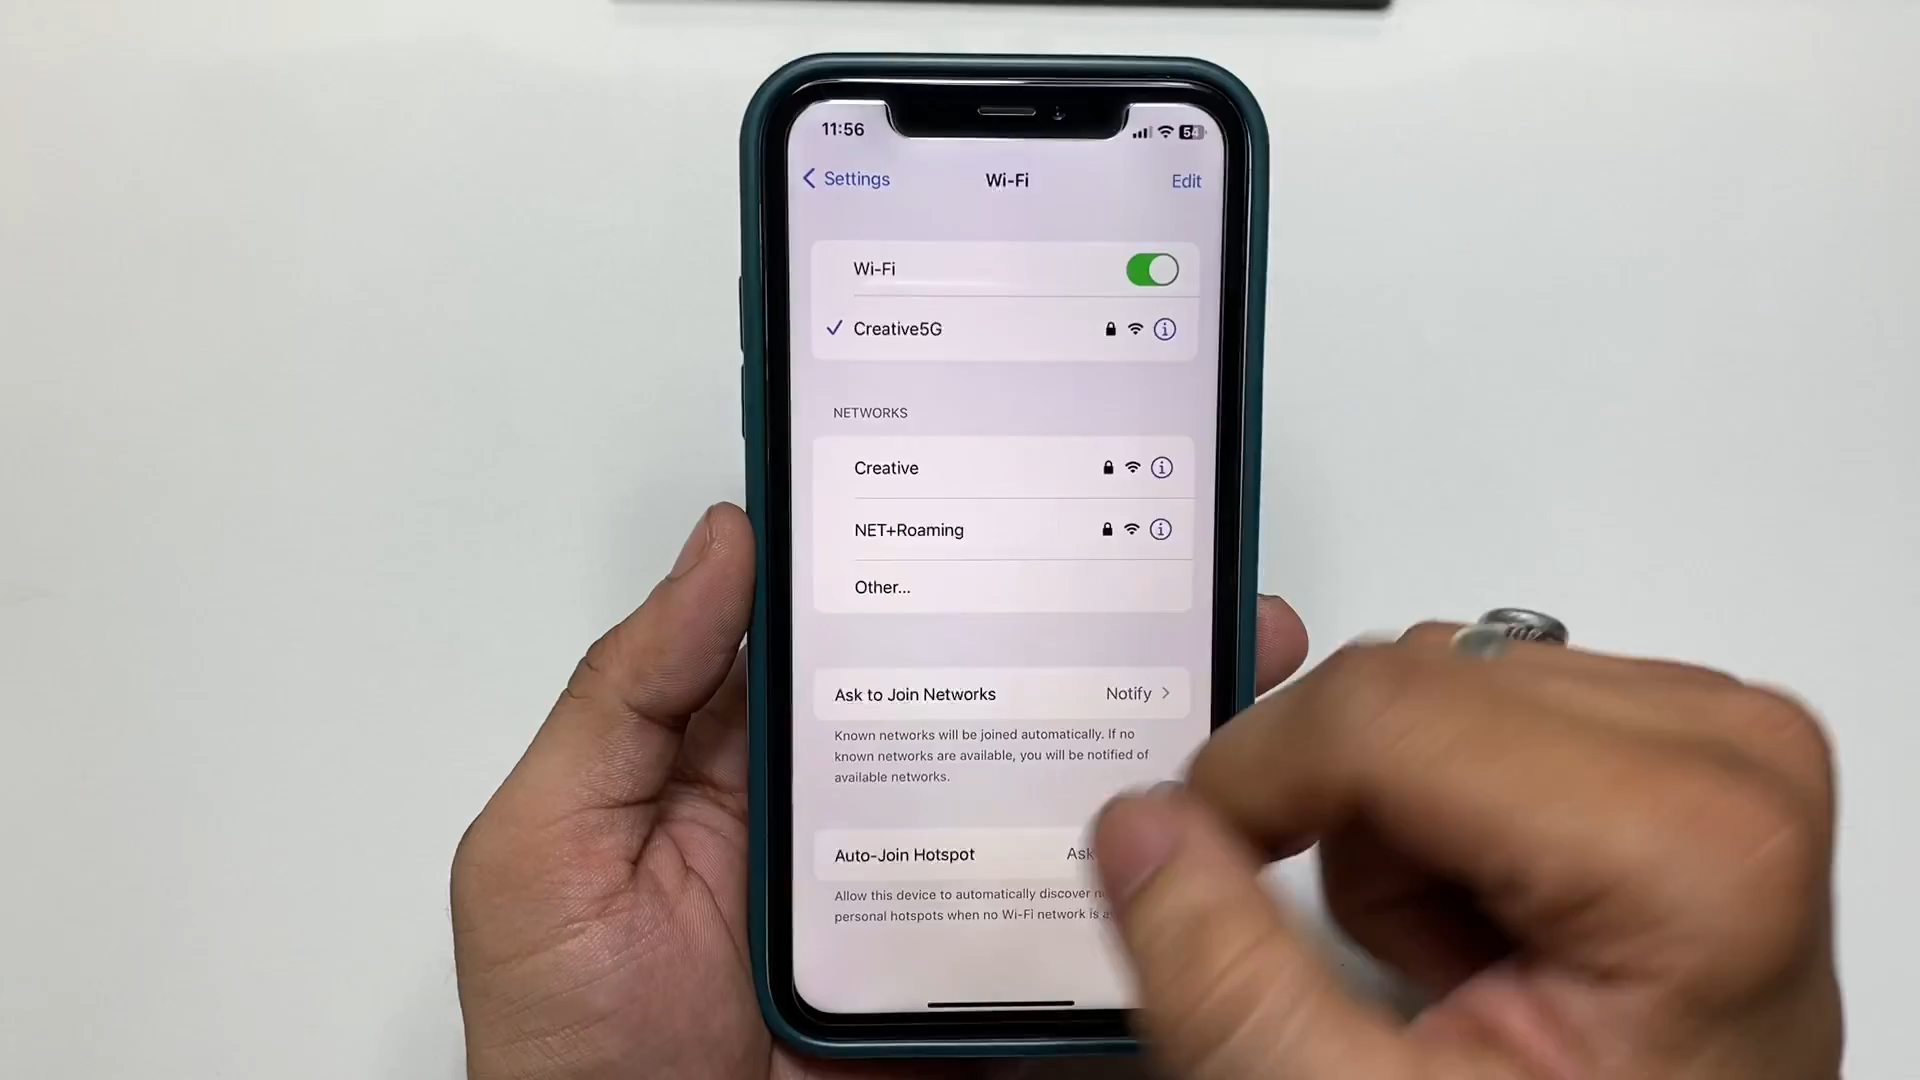 11:56
54
Settings
Wi-Fi
Edit
Wi-Fi
Creative5G
NETWORKS
Creative
NET+Roaming
Other...
Ask to Join Networks Notify
Known networks will be joined automatically. If no
known networks are available, you will be notified of
available networks.
Auto-Join Hotspot Ask
Allow this device to automatically discover
personal hotspots when no Wi-Fi network is